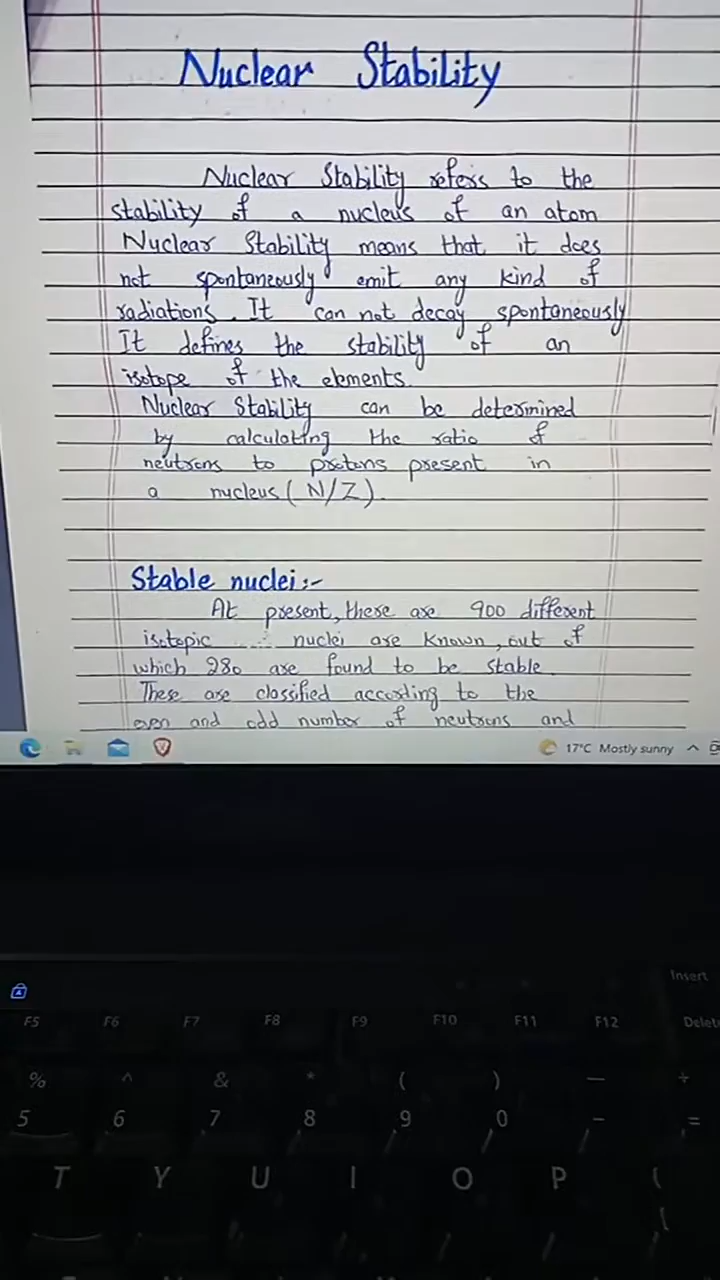 Nuclear Stability
Nuclear Stability refers to the
stability of a nucleus of an atom
Nuclear Stability means that it does
not spontaneously emit any kind of
radiations. It can not decay spontaneously
It defines the stability of an
isotope of the elements.
Nuclear Stability can be determined
by calculating the ratio of
neutrons to protons present in
a nucleus (N/Z).
Stable nuclei :-
At present, there are 900 different
isotopic nuclei are known, out of
which 280 are found to be stable.
These are classified according to the
even and odd number of neutrons and
17°C Mostly sunny
Insert
F5 F6 F7 F8 F9 F10 F11 F12 Delet
% ^ & * ( ) — +
5 6 7 8 9 0 - =
T Y U I O P {
[